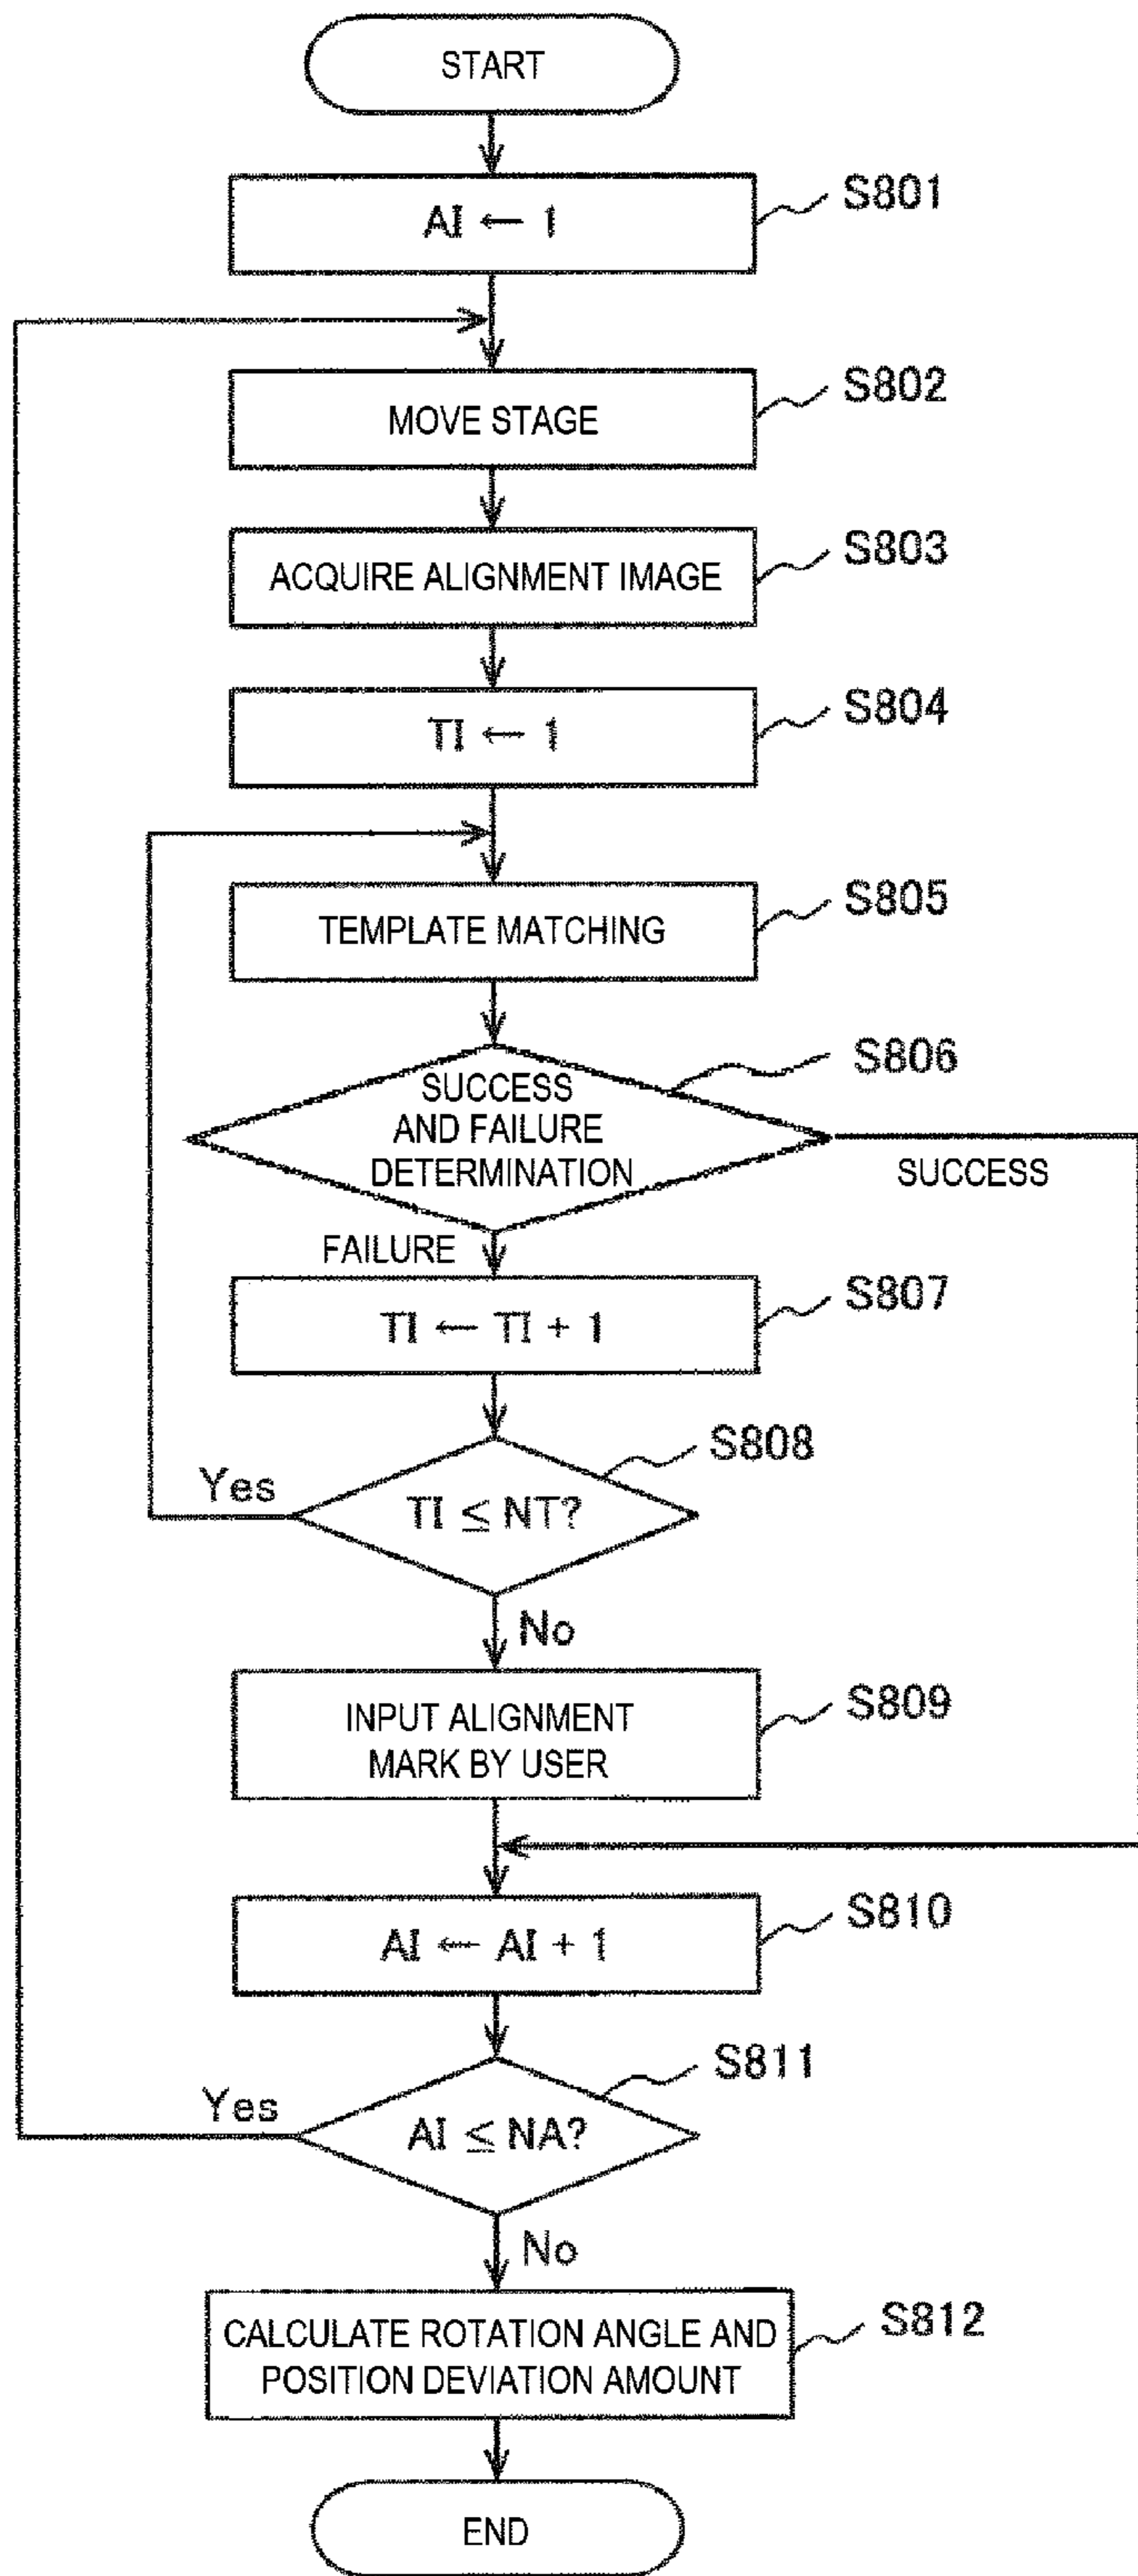 START
AI ← 1
S801
MOVE STAGE
S802
ACQUIRE ALIGNMENT IMAGE
S803
TI ← 1
S804
TEMPLATE MATCHING
S805
SUCCESS
AND FAILURE
DETERMINATION
S806
SUCCESS
FAILURE
TI ← TI + 1
S807
TI ≤ NT?
S808
Yes
No
INPUT ALIGNMENT
MARK BY USER
S809
AI ← AI + 1
S810
AI ≤ NA?
S811
Yes
No
CALCULATE ROTATION ANGLE AND
POSITION DEVIATION AMOUNT
S812
END